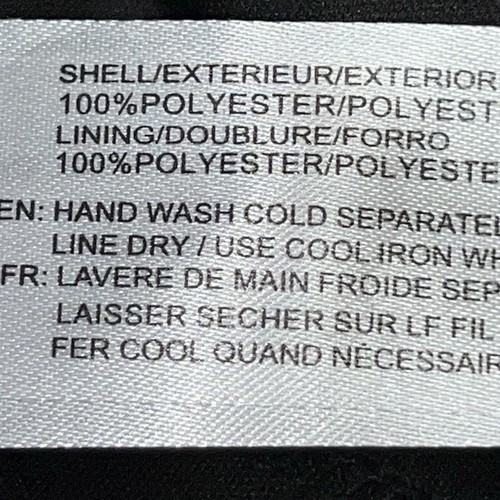 SHELL/EXTERIEUR/EXTERIOR
100%POLYESTER/POLYEST
LINING/DOUBLURE/FORRO
100%POLYESTER/POLYESTE
EN: HAND WASH COLD SEPARATEL
LINE DRY / USE COOL IRON WH
FR: LAVERE DE MAIN FROIDE SEP
LAISSER SECHER SUR LF FIL
FER COOL QUAND NÉCESSAIR